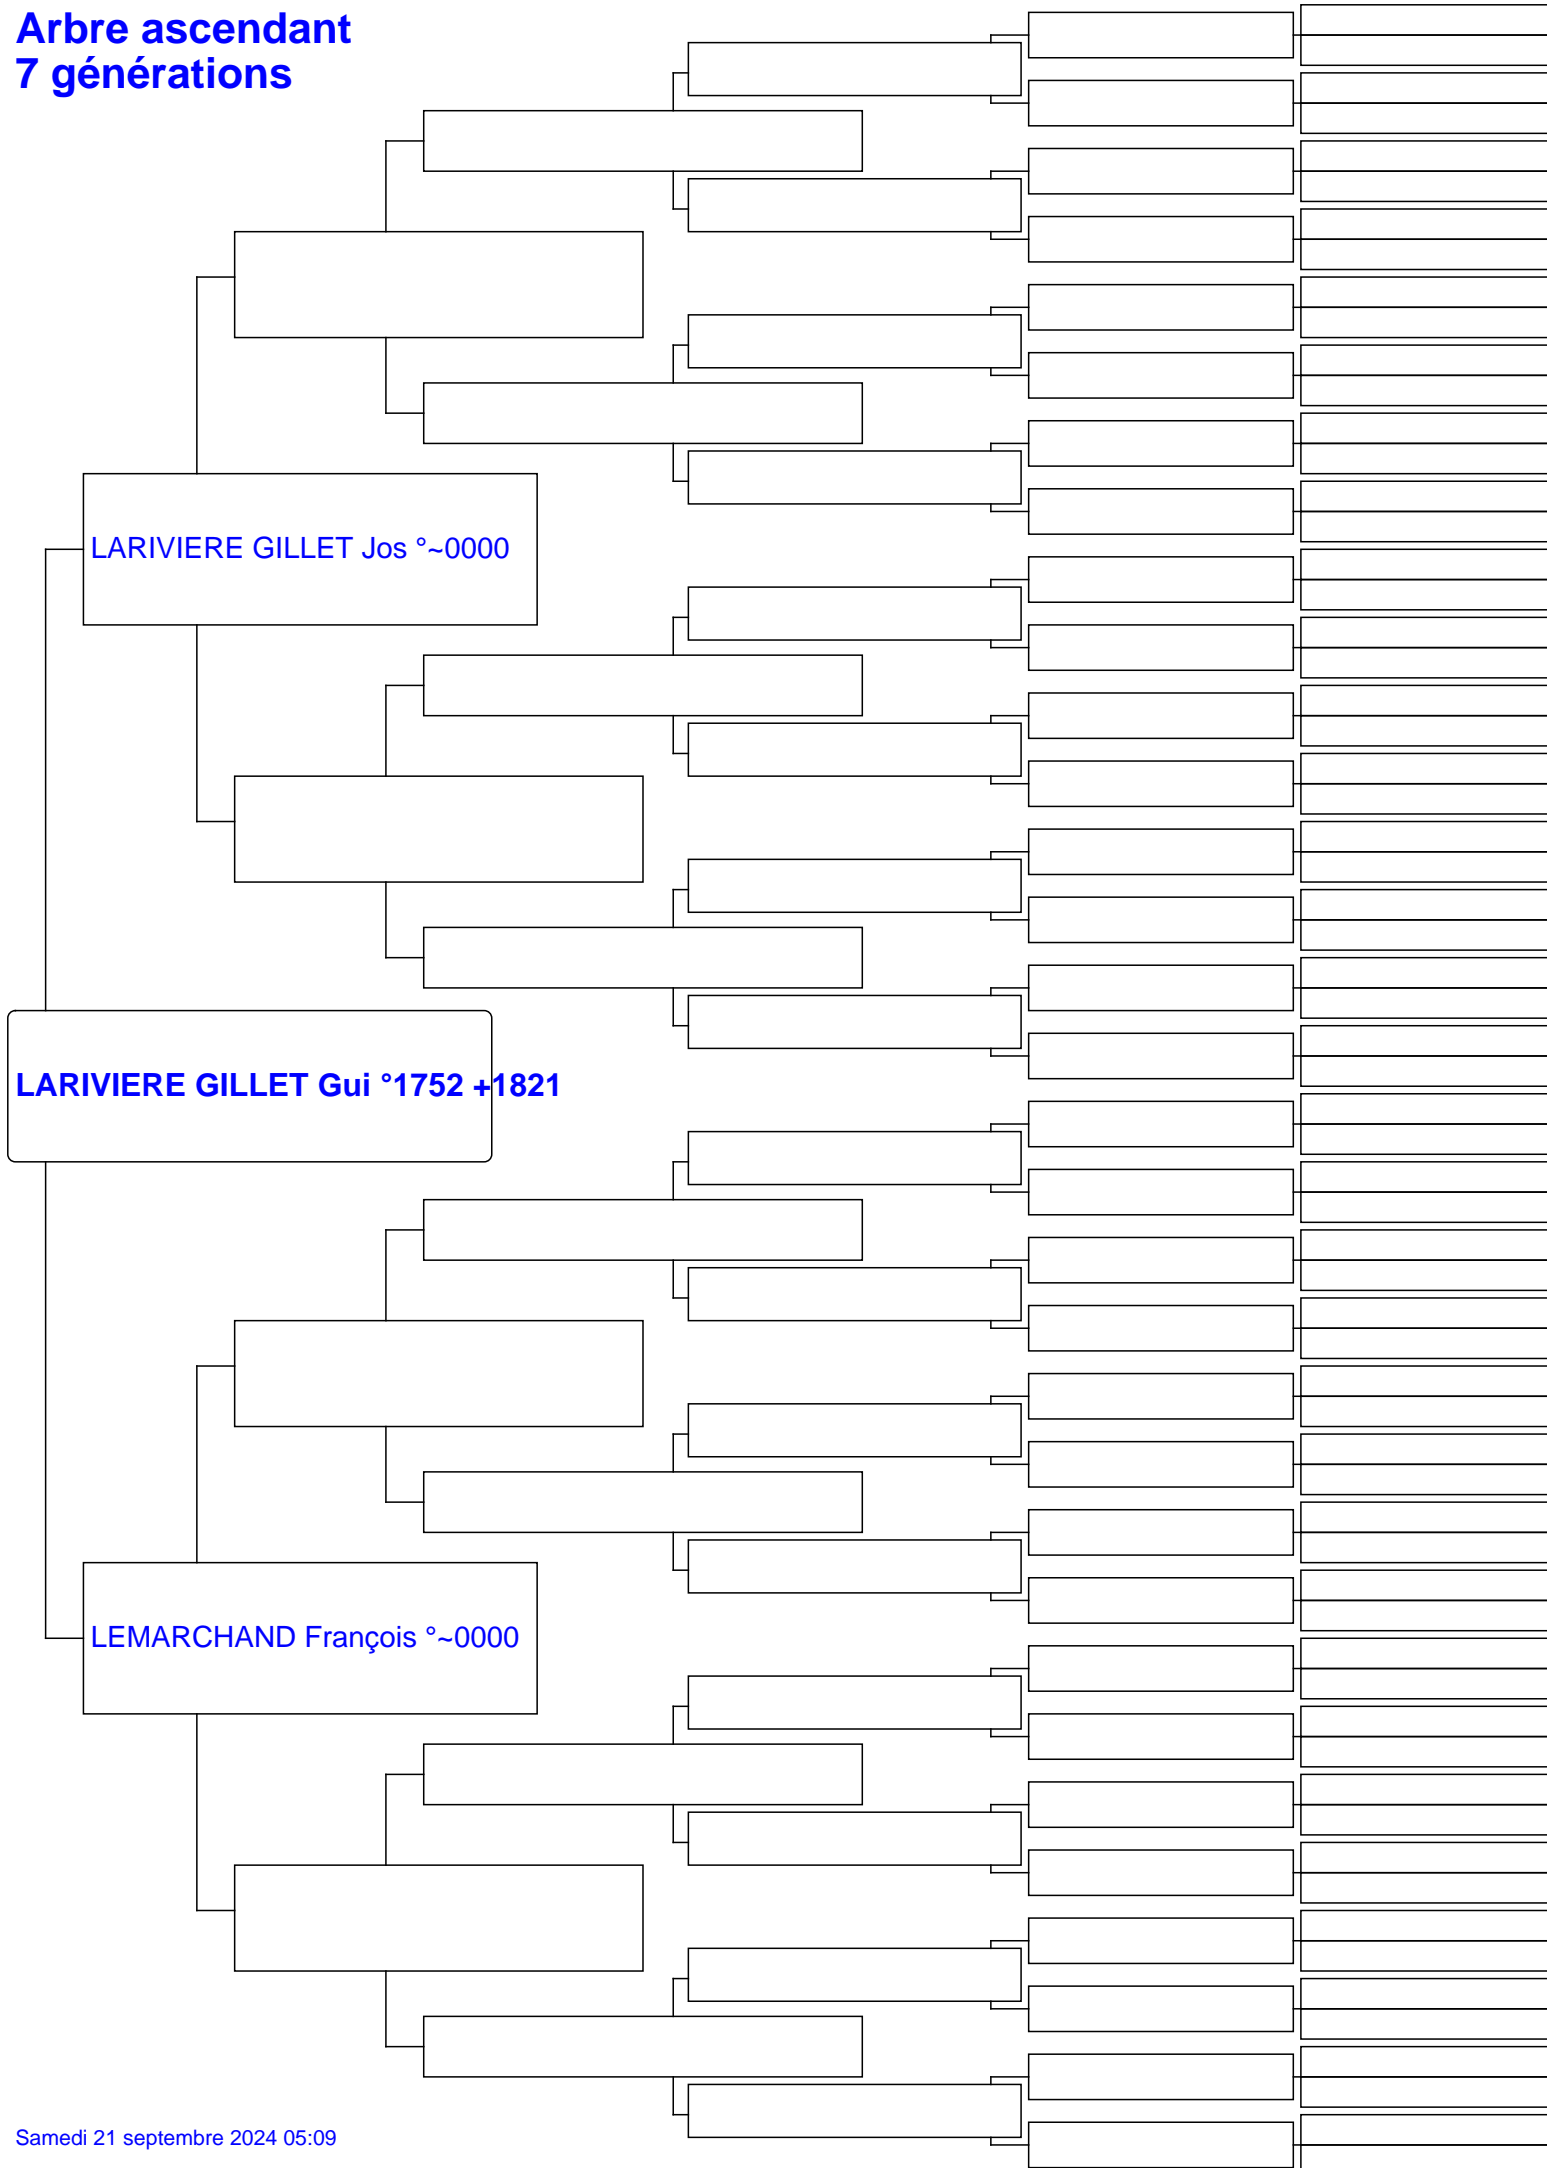 Arbre ascendant
7 générations
LARIVIERE GILLET Jos °~0000
LARIVIERE GILLET Gui °1752 +1821
LEMARCHAND François °~0000
Samedi 21 septembre 2024 05:09